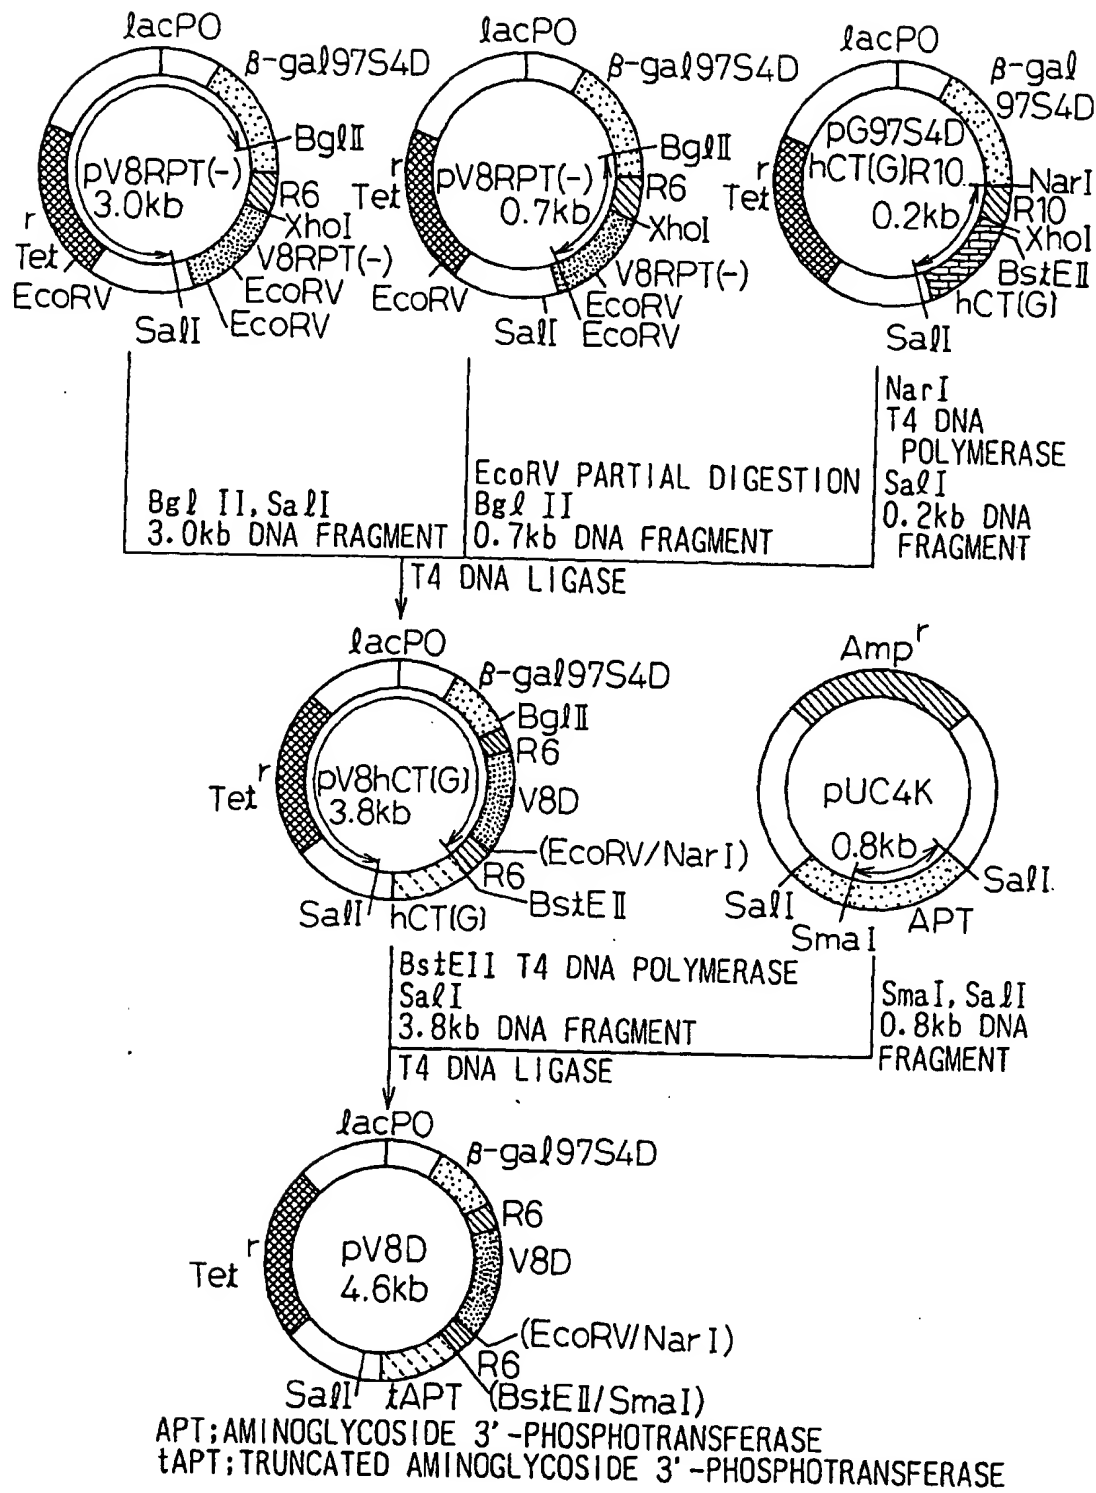 lacPO
β-gal97S4D
BglII
pV8RPT(-)
3.0kb
R6
XhoI
V8RPT(-)
Tet r
EcoRV
EcoRV
EcoRV
SalI
lacPO
β-gal97S4D
BglII
pV8RPT(-)
0.7kb
Tet r
R6
XhoI
V8RPT(-)
EcoRV
EcoRV
EcoRV
SalI
lacPO
β-gal
97S4D
pG97S4D
hCT(G)R10
0.2kb
Tet r
NarI
R10
XhoI
BstEII
hCT(G)
SalI
Bgl II, SalI
3.0kb DNA FRAGMENT
EcoRV PARTIAL DIGESTION
Bgl II
0.7kb DNA FRAGMENT
NarI
T4 DNA
POLYMERASE
SalI
0.2kb DNA
FRAGMENT
T4 DNA LIGASE
lacPO
β-gal97S4D
BglII
R6
pV8hCT(G)
3.8kb
Tet r
V8D
(EcoRV/NarI)
R6
BstEII
SalI
hCT(G)
Amp r
pUC4K
0.8kb
SalI
SalI
SmaI
APT
BstEII T4 DNA POLYMERASE
SalI
3.8kb DNA FRAGMENT
SmaI, SalI
0.8kb DNA
FRAGMENT
T4 DNA LIGASE
lacPO
β-gal97S4D
R6
pV8D
4.6kb
Tet r
V8D
(EcoRV/NarI)
R6
SalI
tAPT
(BstEII/SmaI)
APT;AMINOGLYCOSIDE 3'-PHOSPHOTRANSFERASE
tAPT;TRUNCATED AMINOGLYCOSIDE 3'-PHOSPHOTRANSFERASE